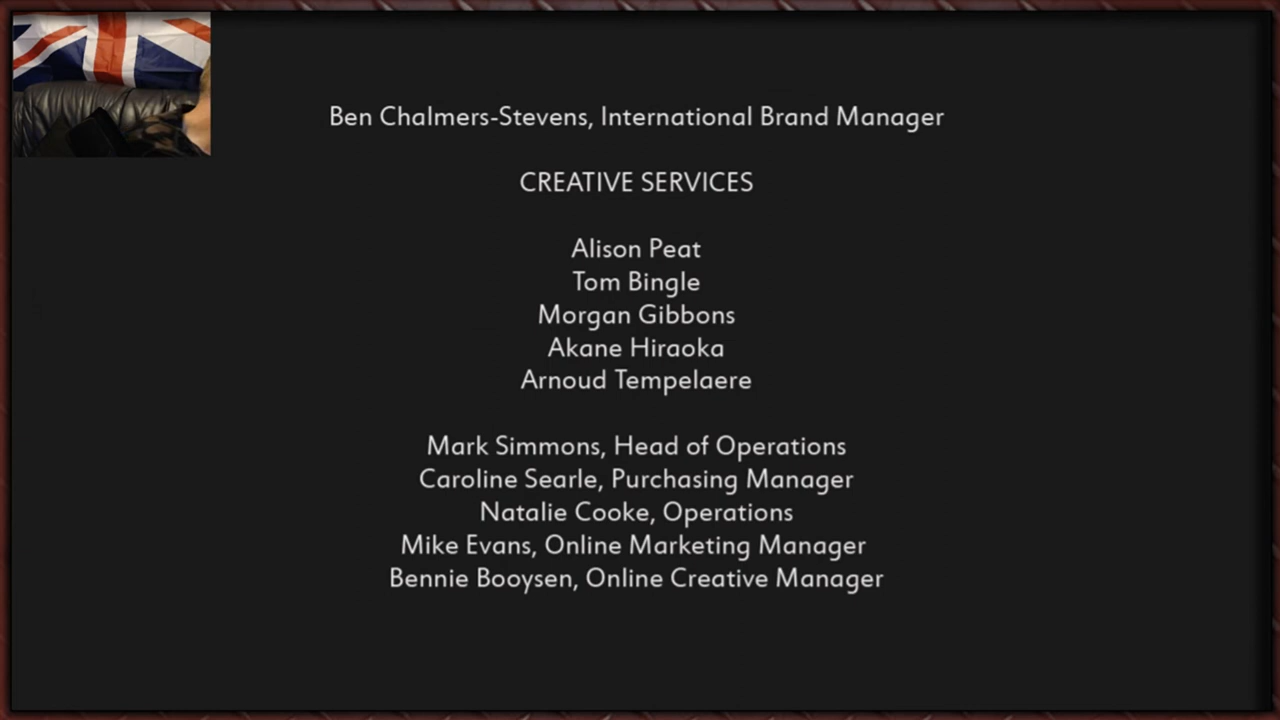 Ben Chalmers-Stevens, International Brand Manager
CREATIVE SERVICES
Alison Peat
Tom Bingle
Morgan Gibbons
Akane Hiraoka
Arnoud Tempelaere
Mark Simmons, Head of Operations
Caroline Searle, Purchasing Manager
Natalie Cooke, Operations
Mike Evans, Online Marketing Manager
Bennie Booysen, Online Creative Manager